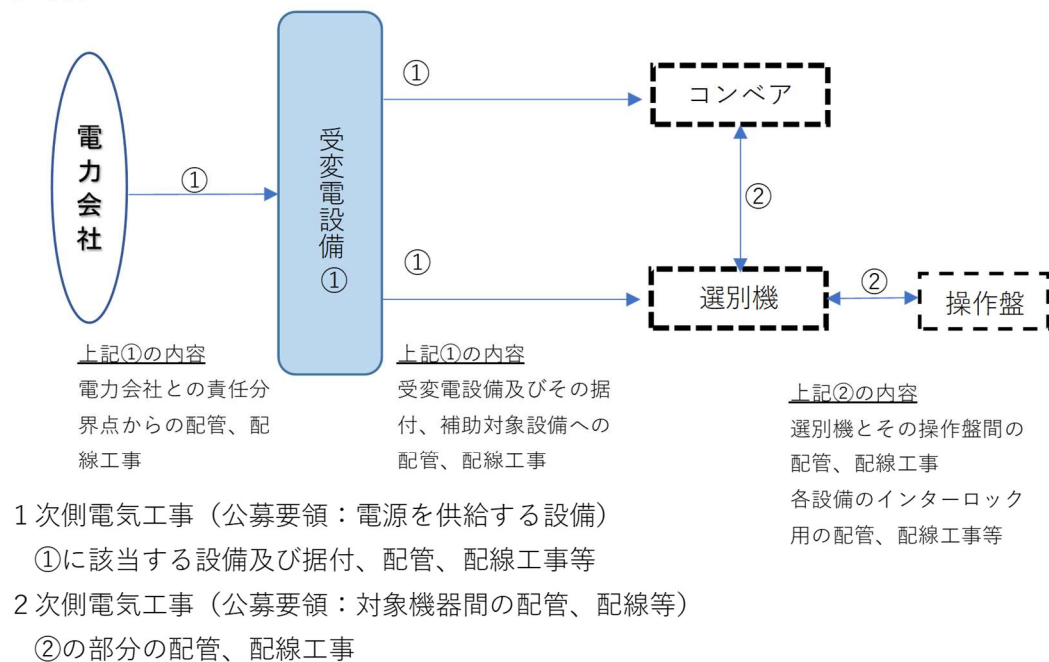 電力会社
①
受変電設備①
①
コンベア
②
①
選別機
②
操作盤
上記①の内容
電力会社との責任分
界点からの配管、配
線工事
上記①の内容
受変電設備及びその据
付、補助対象設備への
配管、配線工事
上記②の内容
選別機とその操作盤間の
配管、配線工事
各設備のインターロック
用の配管、配線工事等
１次側電気工事（公募要領：電源を供給する設備）
①に該当する設備及び据付、配管、配線工事等
２次側電気工事（公募要領：対象機器間の配管、配線等）
②の部分の配管、配線工事